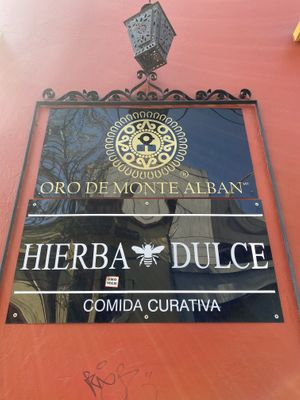 ORO DE MONTE ALBAN
HIERBA DULCE
COMIDA CURATIVA